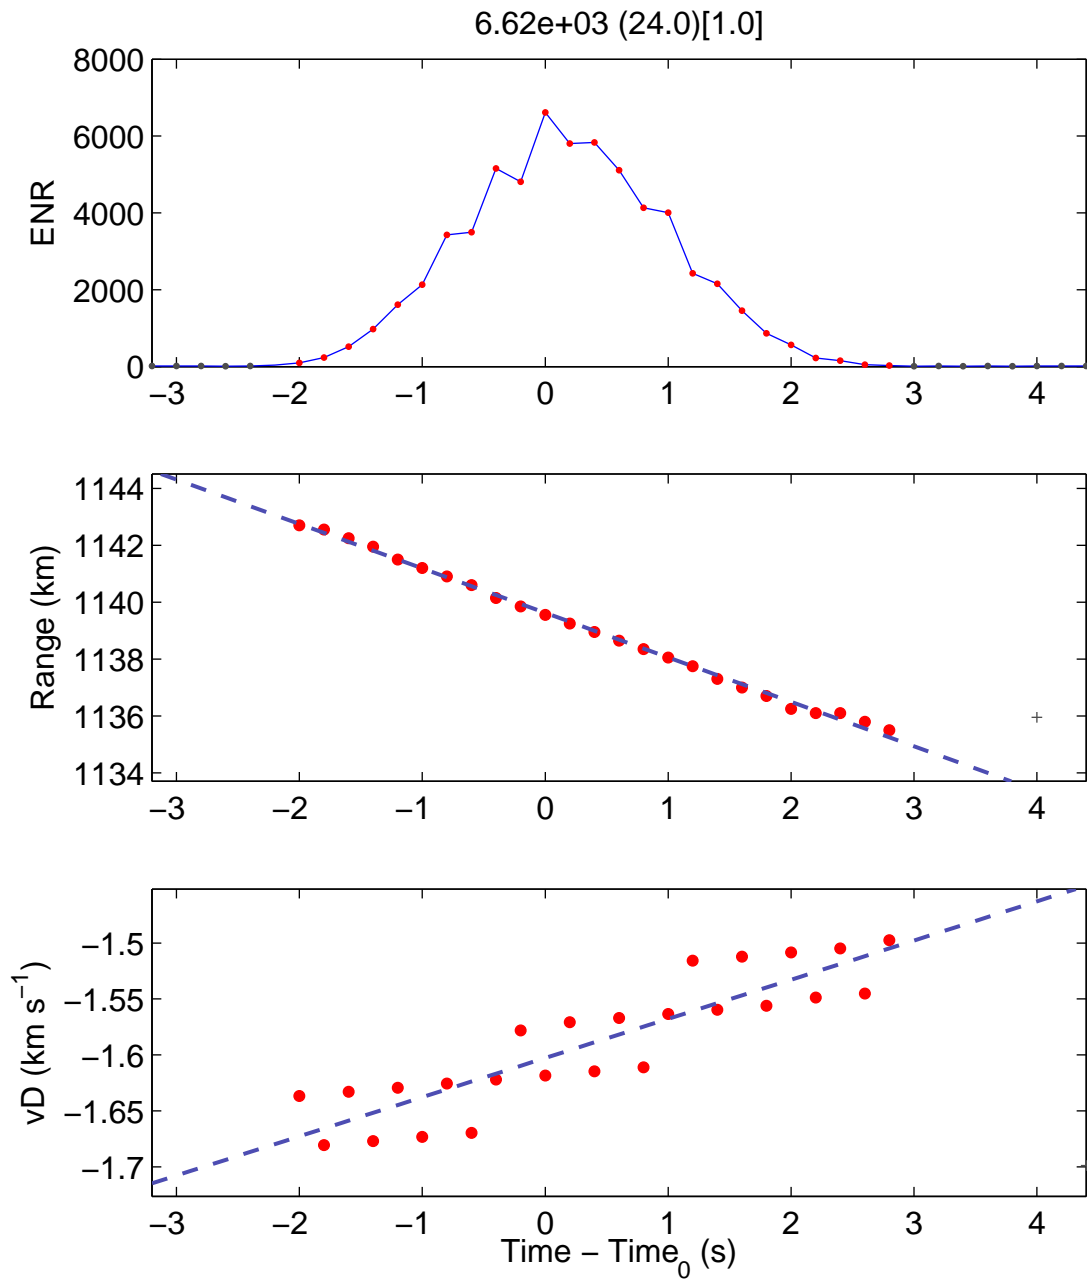 6.62e+03 (24.0)[1.0]
8000
6000
4000
2000
0
ENR
−3 −2 −1 0 1 2 3 4
1144
1142
1140
1138
1136
1134
Range (km)
−3 −2 −1 0 1 2 3 4
−1.5
−1.55
−1.6
−1.65
−1.7
vD (km s⁻¹)
−3 −2 −1 0 1 2 3 4
Time − Time₀ (s)